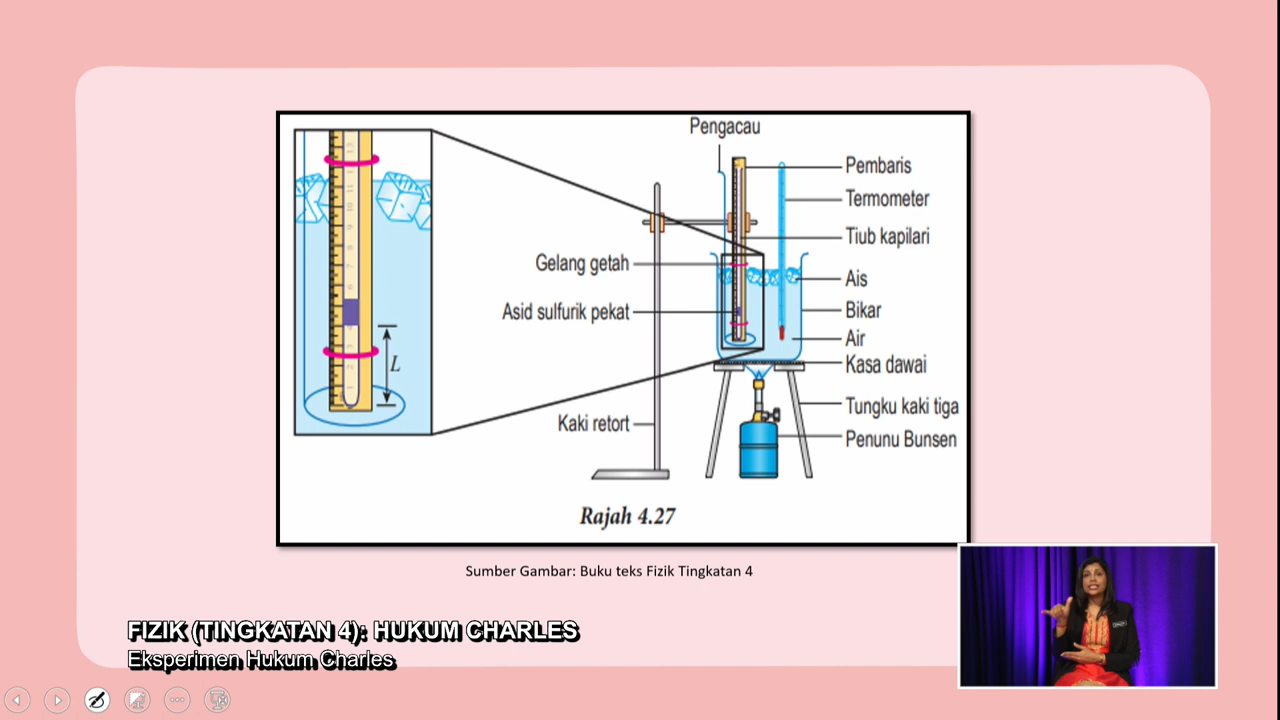 Pengacau
Pembaris
Termometer
Tiub kapilari
Gelang getah
Ais
Asid sulfurik pekat
Bikar
Air
Kasa dawai
L
Tungku kaki tiga
Kaki retort
Penunu Bunsen
Rajah 4.27
Sumber Gambar: Buku teks Fizik Tingkatan 4
FIZIK (TINGKATAN 4): HUKUM CHARLES
Eksperimen Hukum Charles